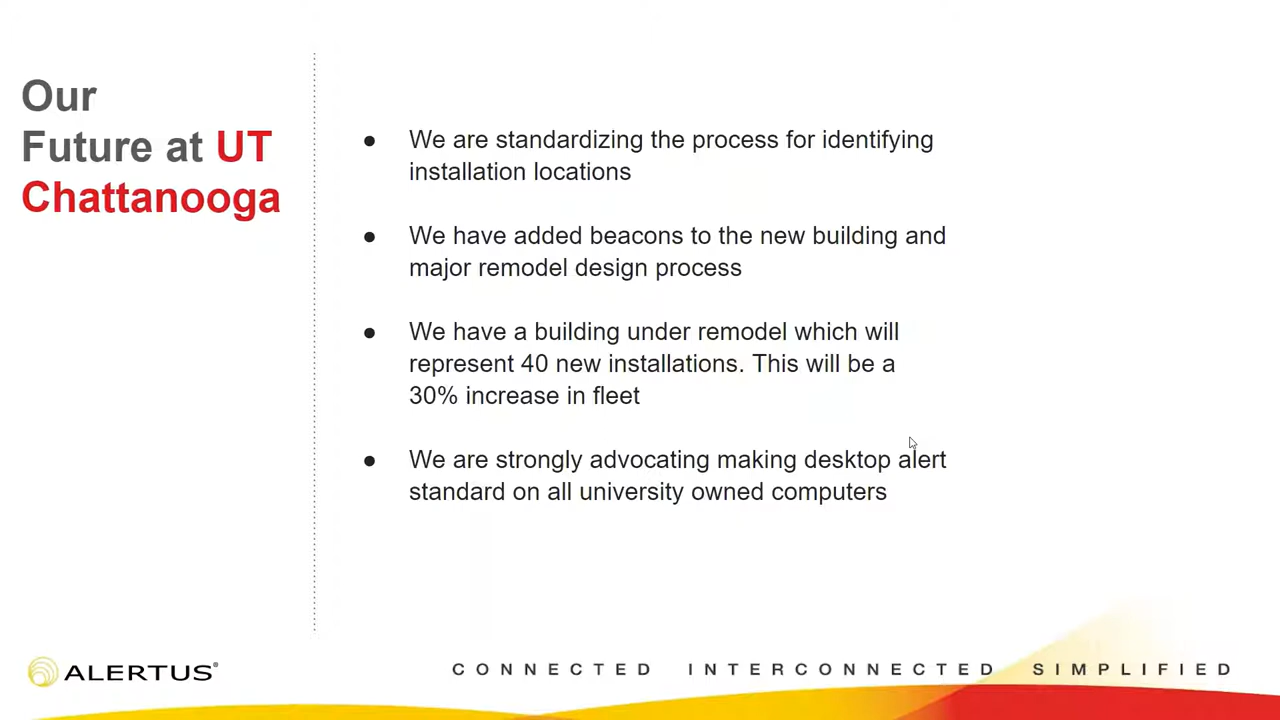 Our
Future at UT
Chattanooga
● We are standardizing the process for identifying
installation locations
● We have added beacons to the new building and
major remodel design process
● We have a building under remodel which will
represent 40 new installations. This will be a
30% increase in fleet
● We are strongly advocating making desktop alert
standard on all university owned computers
ALERTUS®
CONNECTED INTERCONNECTED SIMPLIFIED